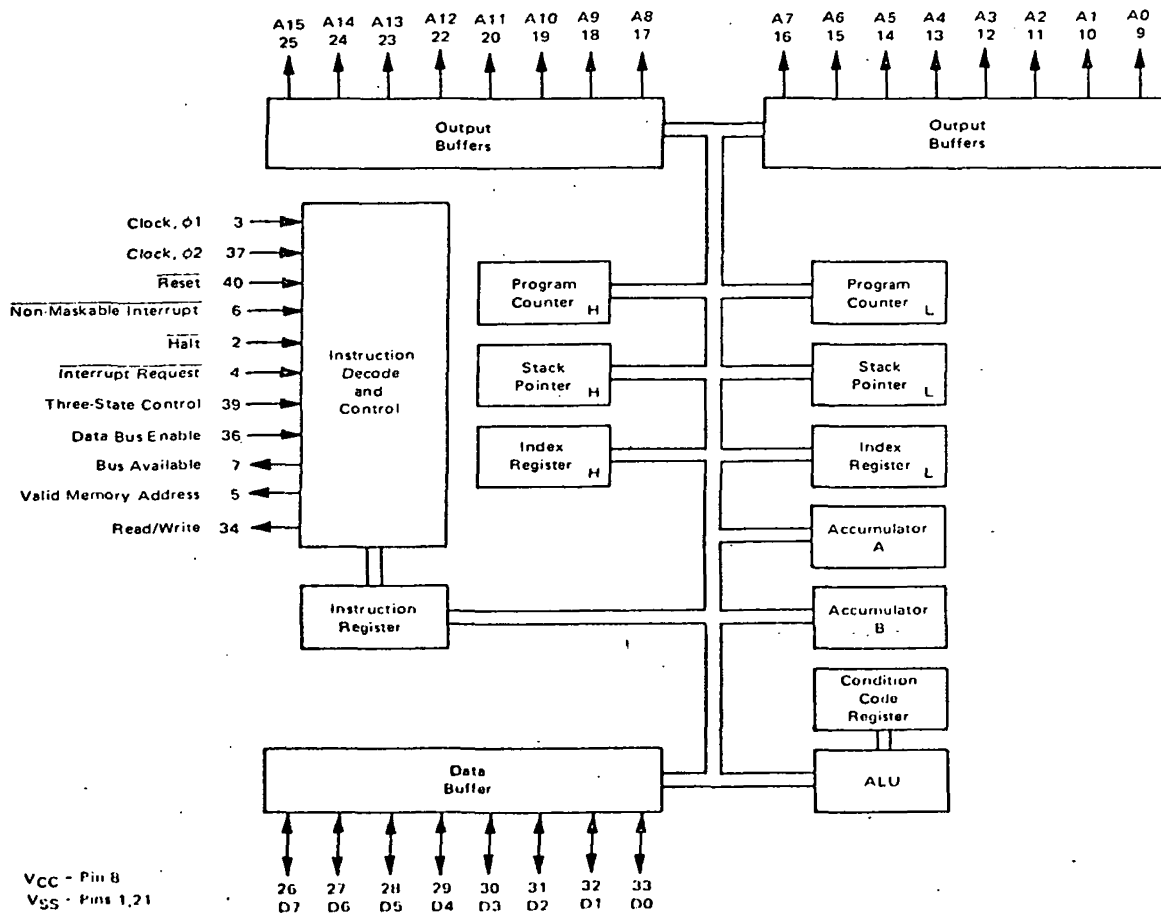 A15 A14 A13 A12 A11 A10 A9 A8 A7 A6 A5 A4 A3 A2 A1 A0
25 24 23 22 20 19 18 17 16 15 14 13 12 11 10 9
Output
Buffers
Output
Buffers
Clock, φ1 3
Clock, φ2 37
Reset 40
Non-Maskable Interrupt 6
Halt 2
Interrupt Request 4
Three-State Control 39
Data Bus Enable 36
Bus Available 7
Valid Memory Address 5
Read/Write 34
Instruction
Decode
and
Control
Program
Counter H
Program
Counter L
Stack
Pointer H
Stack
Pointer L
Index
Register H
Index
Register L
Accumulator
A
Instruction
Register
Accumulator
B
Condition
Code
Register
Data
Buffer
ALU
26 27 28 29 30 31 32 33
D7 D6 D5 D4 D3 D2 D1 D0
VCC - Pin 8
VSS - Pins 1,21